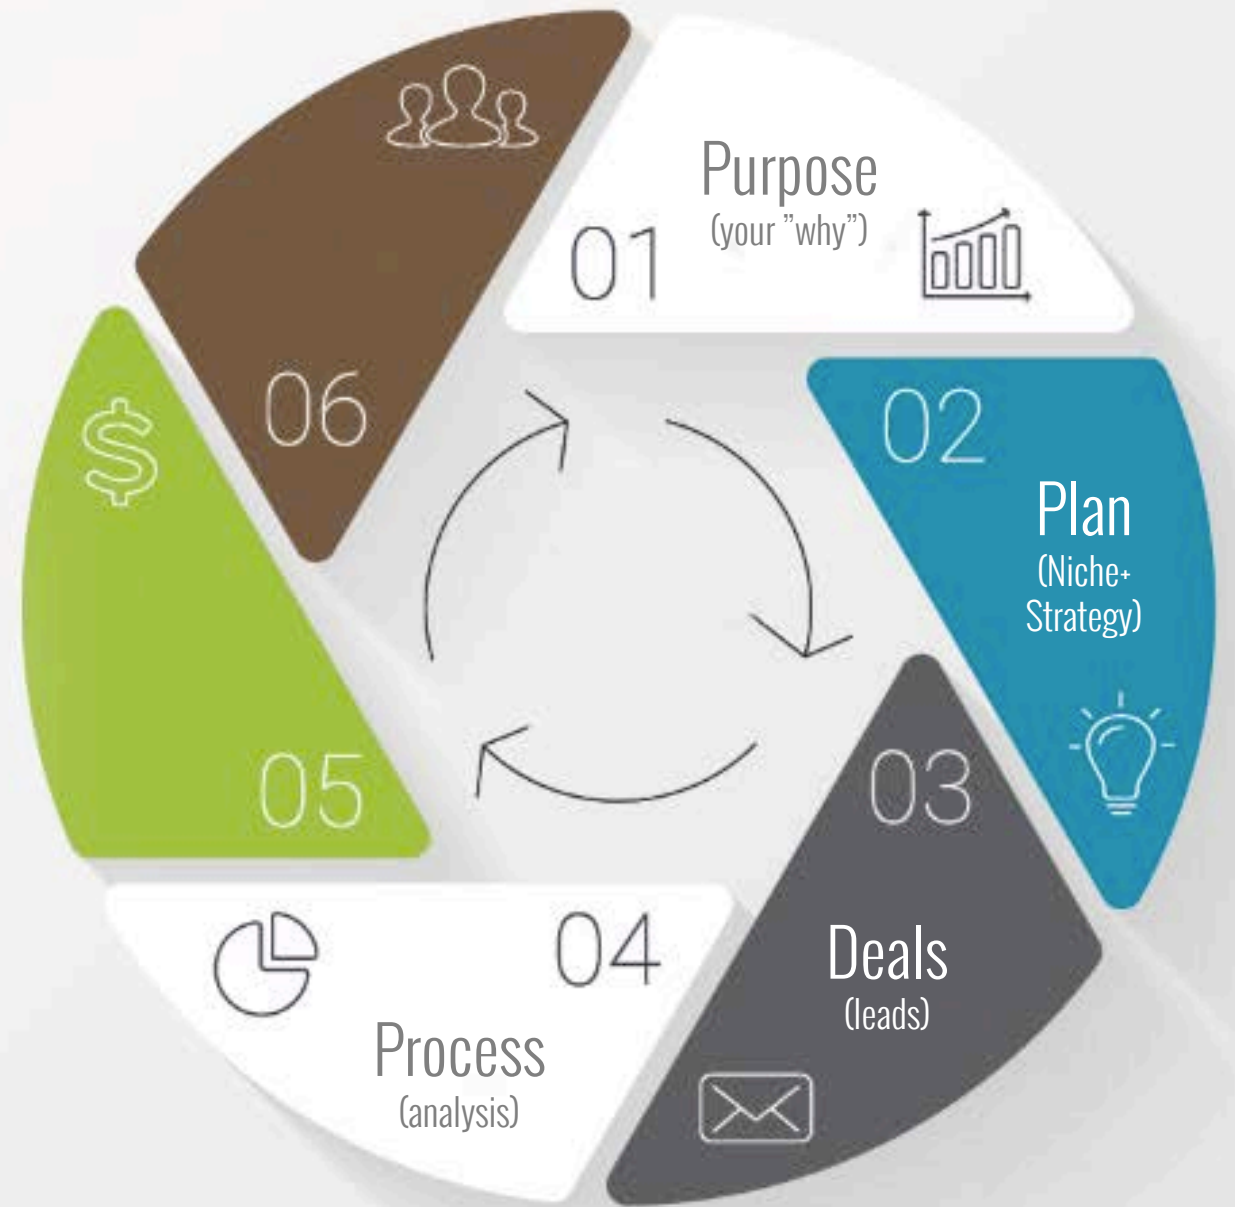 01
Purpose
(your "why")
02
Plan
(Niche+
Strategy)
03
Deals
(leads)
04
Process
(analysis)
05
06